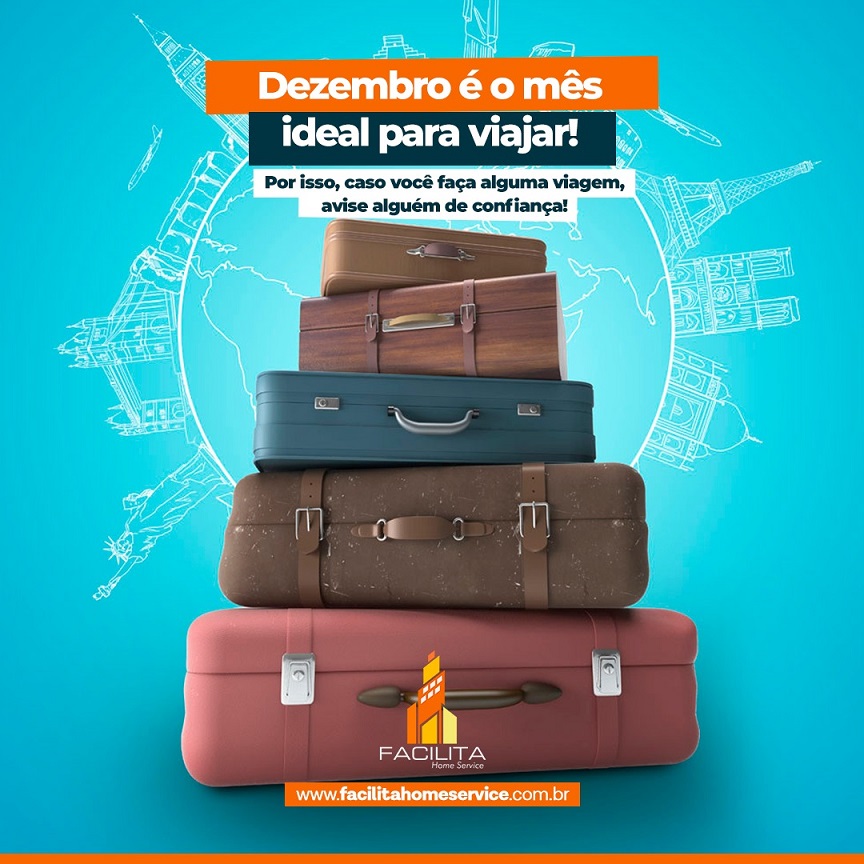 Dezembro é o mês
ideal para viajar!
Por isso, caso você faça alguma viagem,
avise alguém de confiança!
FACILITA
Home Service
www.facilitahomeservice.com.br